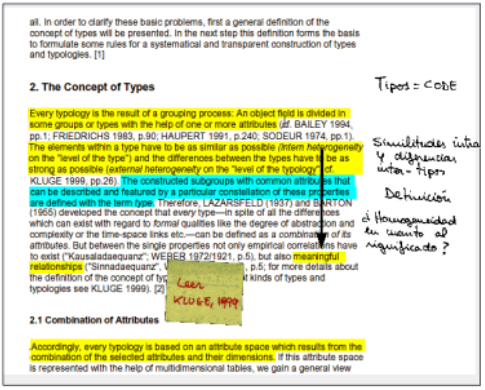 all. In order to clarify these basic problems, first a general definition of the
concept of types will be presented. In the next step this definition forms the basis
to formulate some rules for a systematical and transparent construction of types
and typologies. [1]
2. The Concept of Types
Every typology is the result of a grouping process: An object field is divided in
some groups or types with the help of one or more attributes (cf. BAILEY 1994,
pp.1; FRIEDRICHS 1983, p.90; HAUPERT 1991, p.240; SODEUR 1974, pp.1).
The elements within a type have to be as similar as possible (intern heterogeneity
on the "level of the type") and the differences between the types have to be as
strong as possible (external heterogeneity on the "level of the typology", cf.
KLUGE 1999, pp.26). The constructed subgroups with common attributes that
can be described and featured by a particular constellation of these properties
are defined with the term type. Therefore, LAZARSFELD (1937) and BARTON
(1955) developed the concept that every type—in spite of all the differences
which can exist with regard to formal qualities like the degree of abstraction and
complexity or the time-space links etc.—can be defined as a combination of its
attributes. But between the single properties not only empirical correlations have
to exist ("Kausaladaequanz"; WEBER 1972/1921, p.5), but also meaningful
relationships ("Sinnadaequanz", , p.5; for more details about
the definition of the concept of kinds of types and
typologies see KLUGE 1999). [2]
2.1 Combination of Attributes
Accordingly, every typology is based on an attribute space which results from the
combination of the selected attributes and their dimensions. If this attribute space
is represented with the help of multidimensional tables, we gain a general view
Tipos = CODE
Similitudes intra
y diferencias
inter - tipos
Definición
¿Homogeneidad
en cuanto al
significado?
Leer
KLUGE, 1999